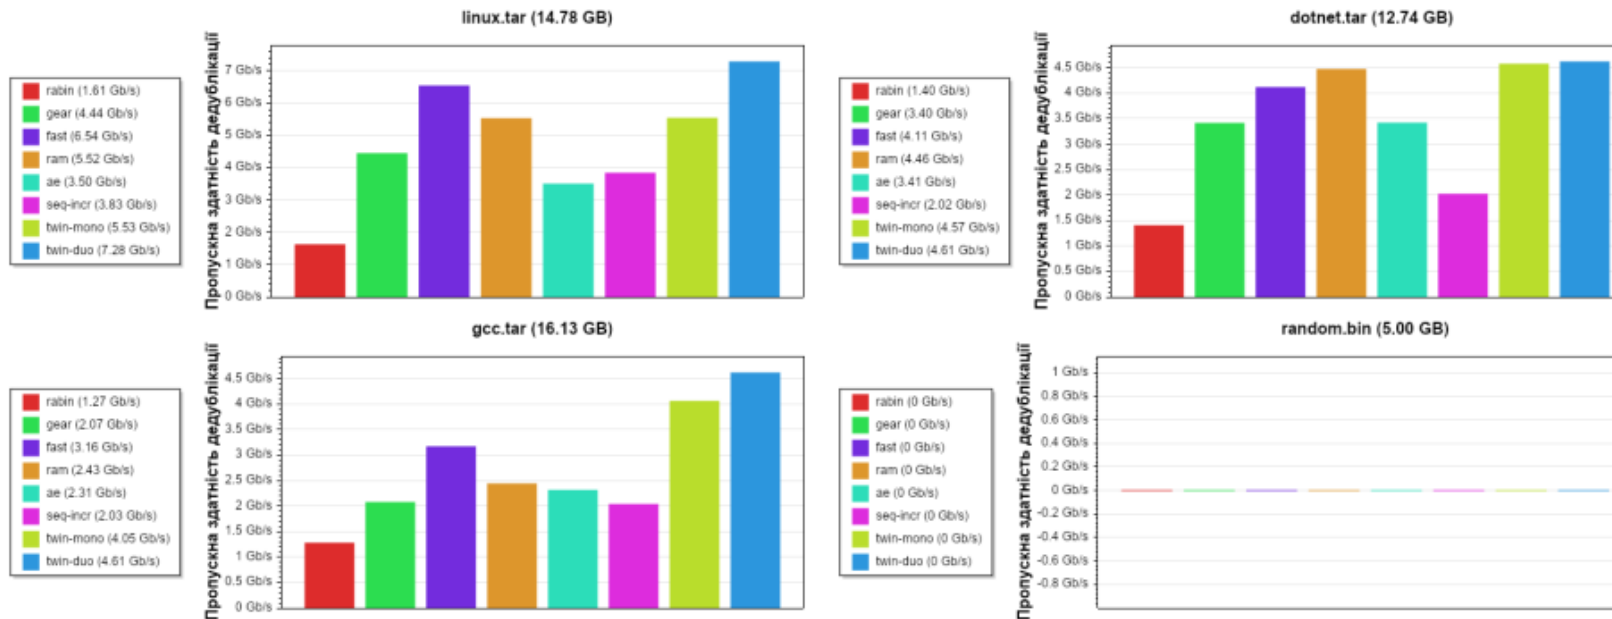 linux.tar (14.78 GB)
Пропускна здатність дедублікації
7 Gb/s
6 Gb/s
5 Gb/s
4 Gb/s
3 Gb/s
2 Gb/s
1 Gb/s
0 Gb/s
rabin (1.61 Gb/s)
gear (4.44 Gb/s)
fast (6.54 Gb/s)
ram (5.52 Gb/s)
ae (3.50 Gb/s)
seq-incr (3.83 Gb/s)
twin-mono (5.53 Gb/s)
twin-duo (7.28 Gb/s)
dotnet.tar (12.74 GB)
Пропускна здатність дедублікації
4.5 Gb/s
4 Gb/s
3.5 Gb/s
3 Gb/s
2.5 Gb/s
2 Gb/s
1.5 Gb/s
1 Gb/s
0.5 Gb/s
0 Gb/s
rabin (1.40 Gb/s)
gear (3.40 Gb/s)
fast (4.11 Gb/s)
ram (4.46 Gb/s)
ae (3.41 Gb/s)
seq-incr (2.02 Gb/s)
twin-mono (4.57 Gb/s)
twin-duo (4.61 Gb/s)
gcc.tar (16.13 GB)
Пропускна здатність дедублікації
4.5 Gb/s
4 Gb/s
3.5 Gb/s
3 Gb/s
2.5 Gb/s
2 Gb/s
1.5 Gb/s
1 Gb/s
0.5 Gb/s
0 Gb/s
rabin (1.27 Gb/s)
gear (2.07 Gb/s)
fast (3.16 Gb/s)
ram (2.43 Gb/s)
ae (2.31 Gb/s)
seq-incr (2.03 Gb/s)
twin-mono (4.05 Gb/s)
twin-duo (4.61 Gb/s)
random.bin (5.00 GB)
Пропускна здатність дедублікації
1 Gb/s
0.8 Gb/s
0.6 Gb/s
0.4 Gb/s
0.2 Gb/s
0 Gb/s
-0.2 Gb/s
-0.4 Gb/s
-0.6 Gb/s
-0.8 Gb/s
rabin (0 Gb/s)
gear (0 Gb/s)
fast (0 Gb/s)
ram (0 Gb/s)
ae (0 Gb/s)
seq-incr (0 Gb/s)
twin-mono (0 Gb/s)
twin-duo (0 Gb/s)